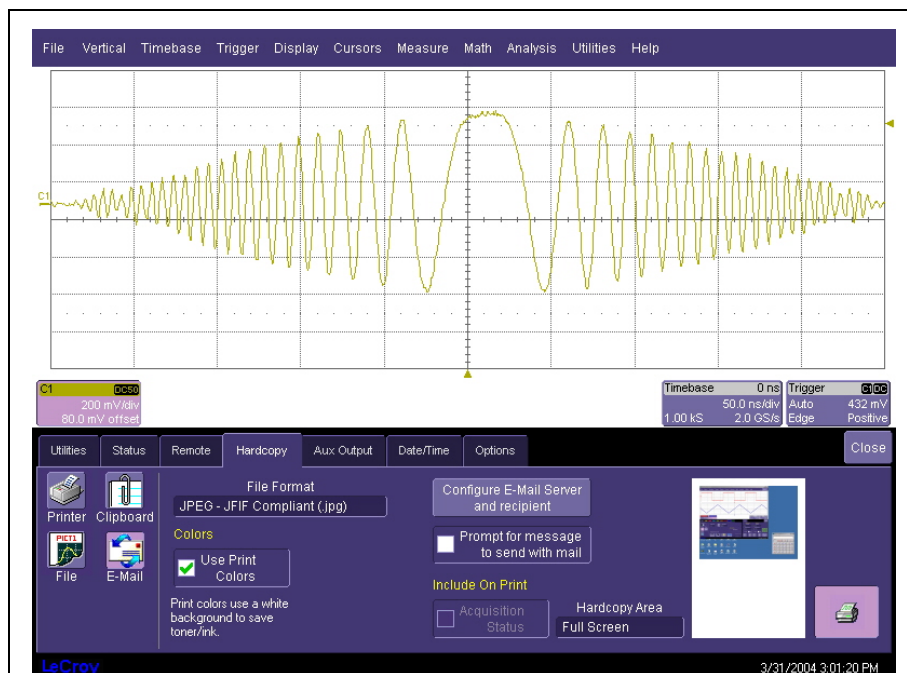 File Vertical Timebase Trigger Display Cursors Measure Math Analysis Utilities Help
C1
C1 DC50
200 mV/div
80.0 mV offset
Timebase 0 ns
50.0 ns/div
1.00 kS 2.0 GS/s
Trigger C1 DC
Auto 432 mV
Edge Positive
Utilities Status Remote Hardcopy Aux Output Date/Time Options Close
Printer Clipboard
PICT1
File E-Mail
File Format
JPEG - JFIF Compliant (.jpg)
Colors
Use Print
Colors
Print colors use a white
background to save
toner/ink.
Configure E-Mail Server
and recipient
Prompt for message
to send with mail
Include On Print
Acquisition
Status
Hardcopy Area
Full Screen
LeCroy
3/31/2004 3:01:20 PM